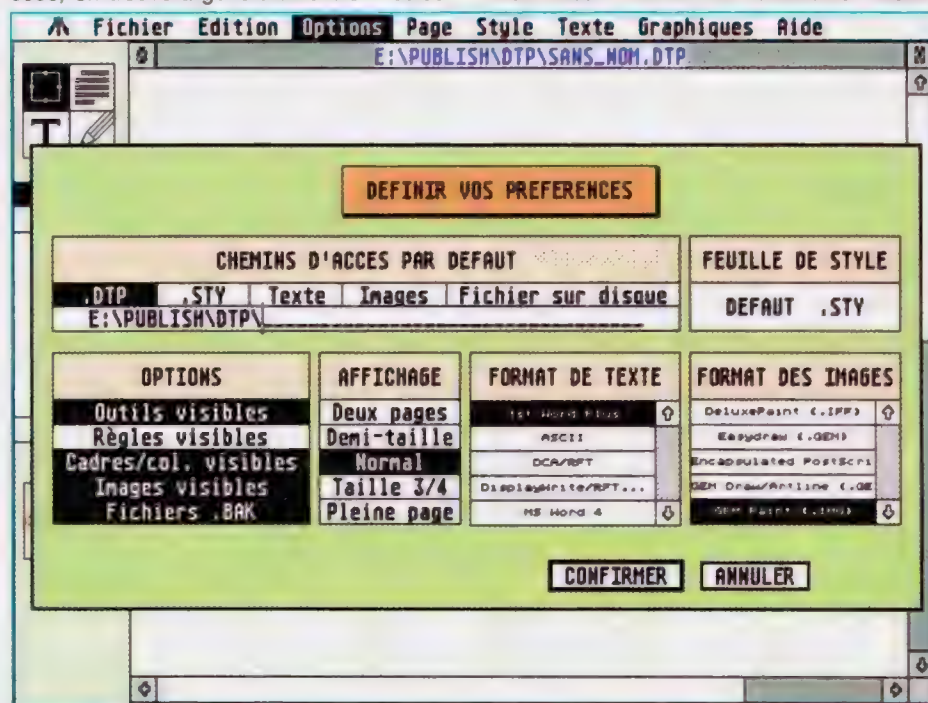 Fichier Edition Options Page Style Texte Graphiques Aide
E:\PUBLISH\DTP\SANS_NOM.DTP
T
DEFINIR VOS PREFERENCES
CHEMINS D'ACCES PAR DEFAUT
.DTP .STY Texte Images Fichier sur disque
E:\PUBLISH\DTP\
FEUILLE DE STYLE
DEFAUT .STY
OPTIONS
Outils visibles
Règles visibles
Cadres/col. visibles
Images visibles
Fichiers .BAK
AFFICHAGE
Deux pages
Demi-taille
Normal
Taille 3/4
Pleine page
FORMAT DE TEXTE
1st Word Plus
ASCII
DCA/RFT
DisplayWrite/RFT...
MS Word 4
FORMAT DES IMAGES
DeluxePaint (.IFF)
Easydraw (.GEM)
Encapsulated PostScri
GEM Draw/Artline (.GE
GEM Paint (.IMG)
CONFIRMER
ANNULER